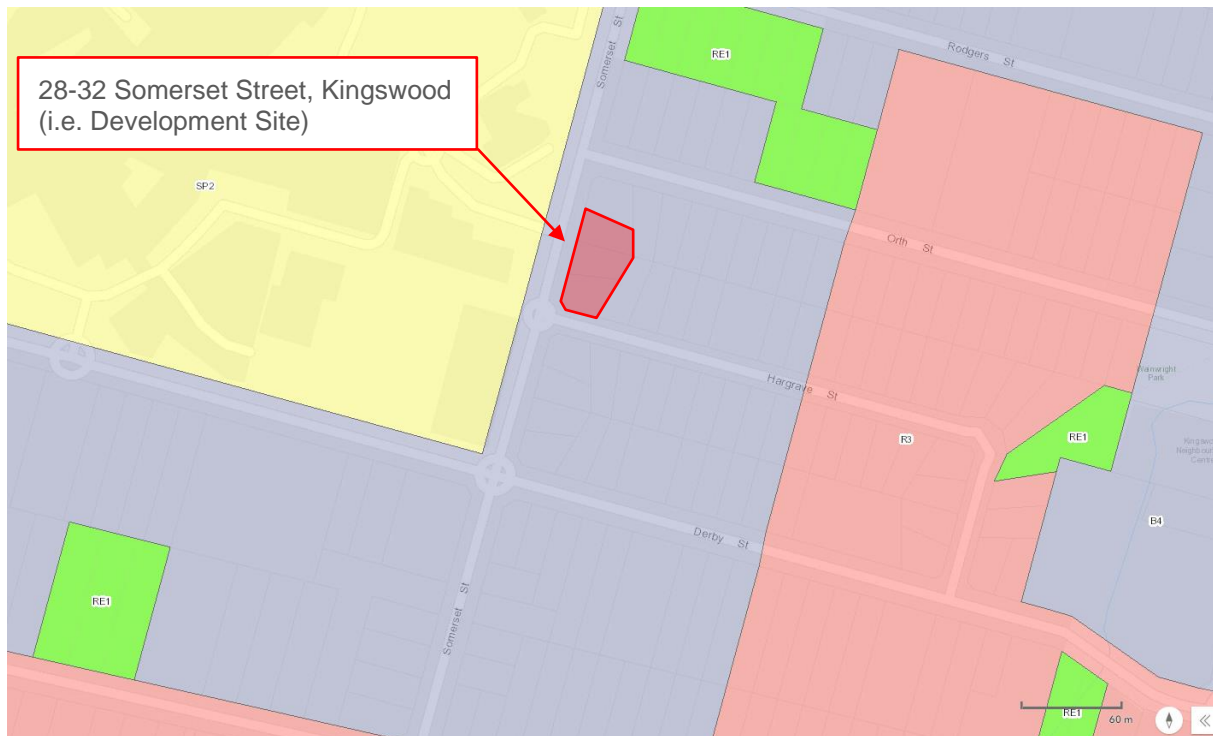 Somerset St
RE1
Rodgers St
28-32 Somerset Street, Kingswood
(i.e. Development Site)
SP2
Orth St
Wainwright
Park
Hargrave St
R3
RE1
B4
Derby St
Somerset St
RE1
RE1
60 m